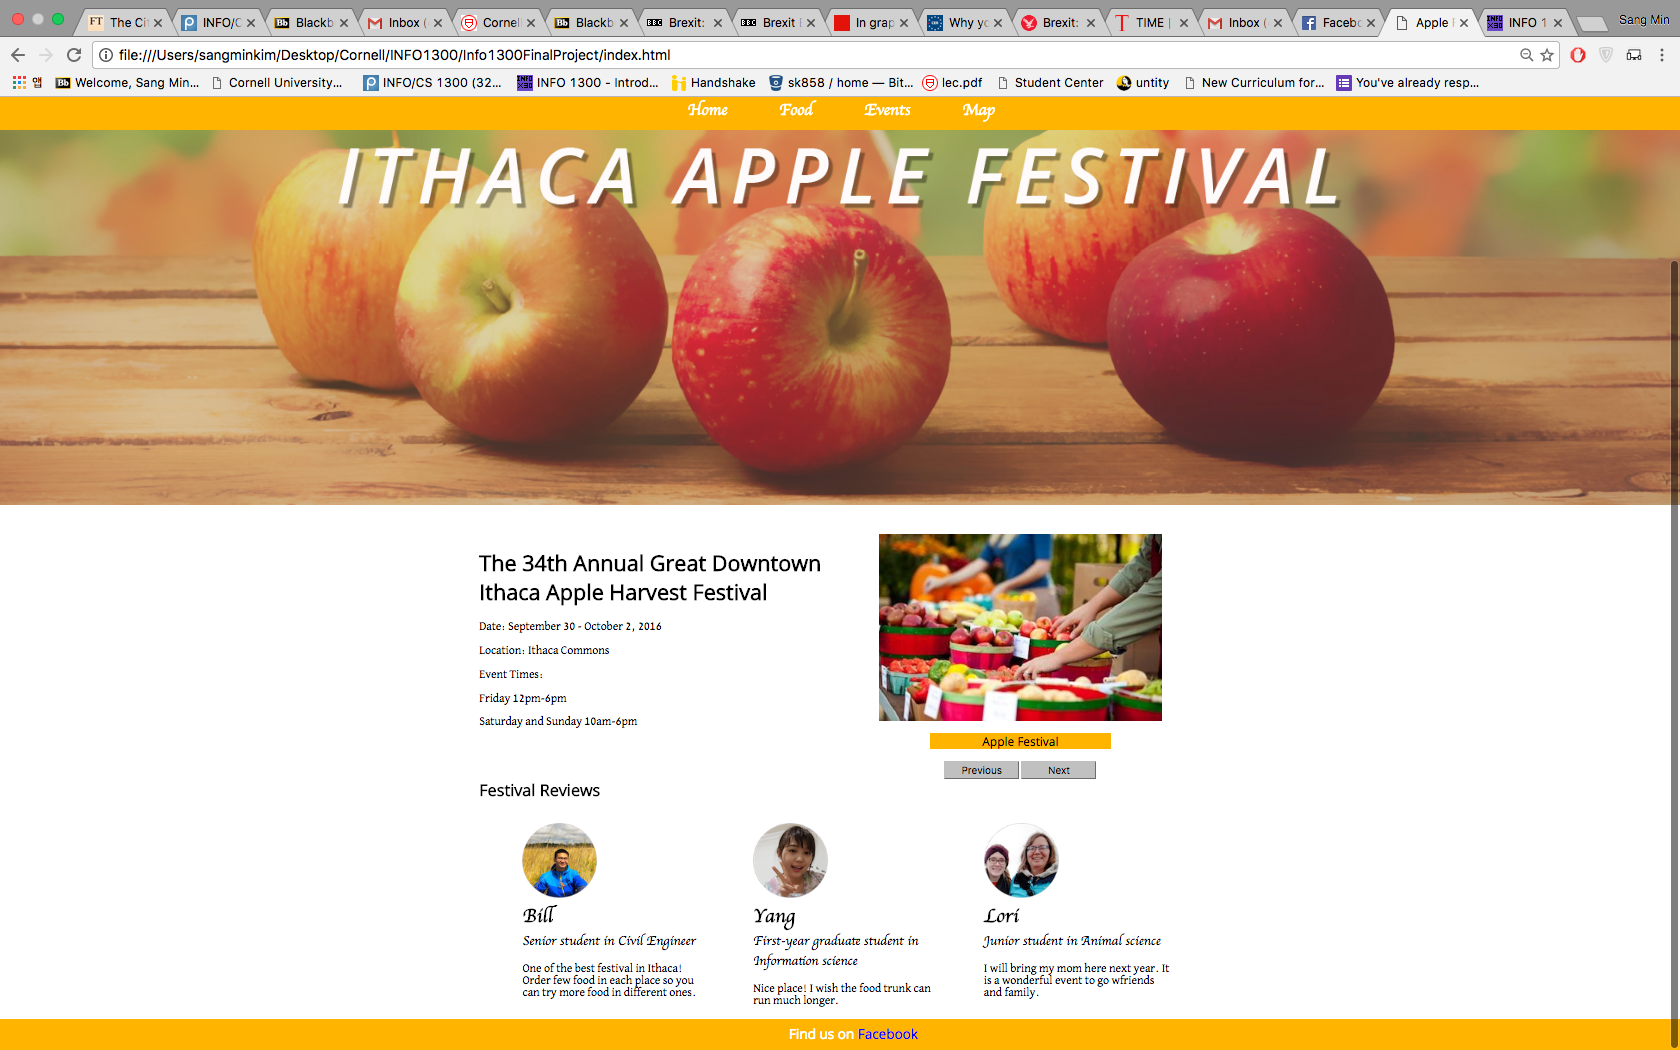 The Cit
INFO/C
Blackb
Inbox (
Cornel
Blackb
Brexit:
Brexit I
In grap
Why yo
Brexit:
TIME |
Inbox (
Facebo
Apple
INFO 1
Sang Min
file:///Users/sangminkim/Desktop/Cornell/INFO1300/Info1300FinalProject/index.html
앱
Welcome, Sang Min...
Cornell University...
INFO/CS 1300 (32...
INFO 1300 - Introd...
Handshake
sk858 / home — Bit...
lec.pdf
Student Center
untity
New Curriculum for...
You've already resp...
Home Food Events Map
ITHACA APPLE FESTIVAL
The 34th Annual Great Downtown
Ithaca Apple Harvest Festival
Date: September 30 - October 2, 2016
Location: Ithaca Commons
Event Times:
Friday 12pm-6pm
Saturday and Sunday 10am-6pm
Apple Festival
Previous Next
Festival Reviews
Bill
Senior student in Civil Engineer
One of the best festival in Ithaca!
Order few food in each place so you
can try more food in different ones.
Yang
First-year graduate student in
Information science
Nice place! I wish the food trunk can
run much longer.
Lori
Junior student in Animal science
I will bring my mom here next year. It
is a wonderful event to go wfriends
and family.
Find us on Facebook